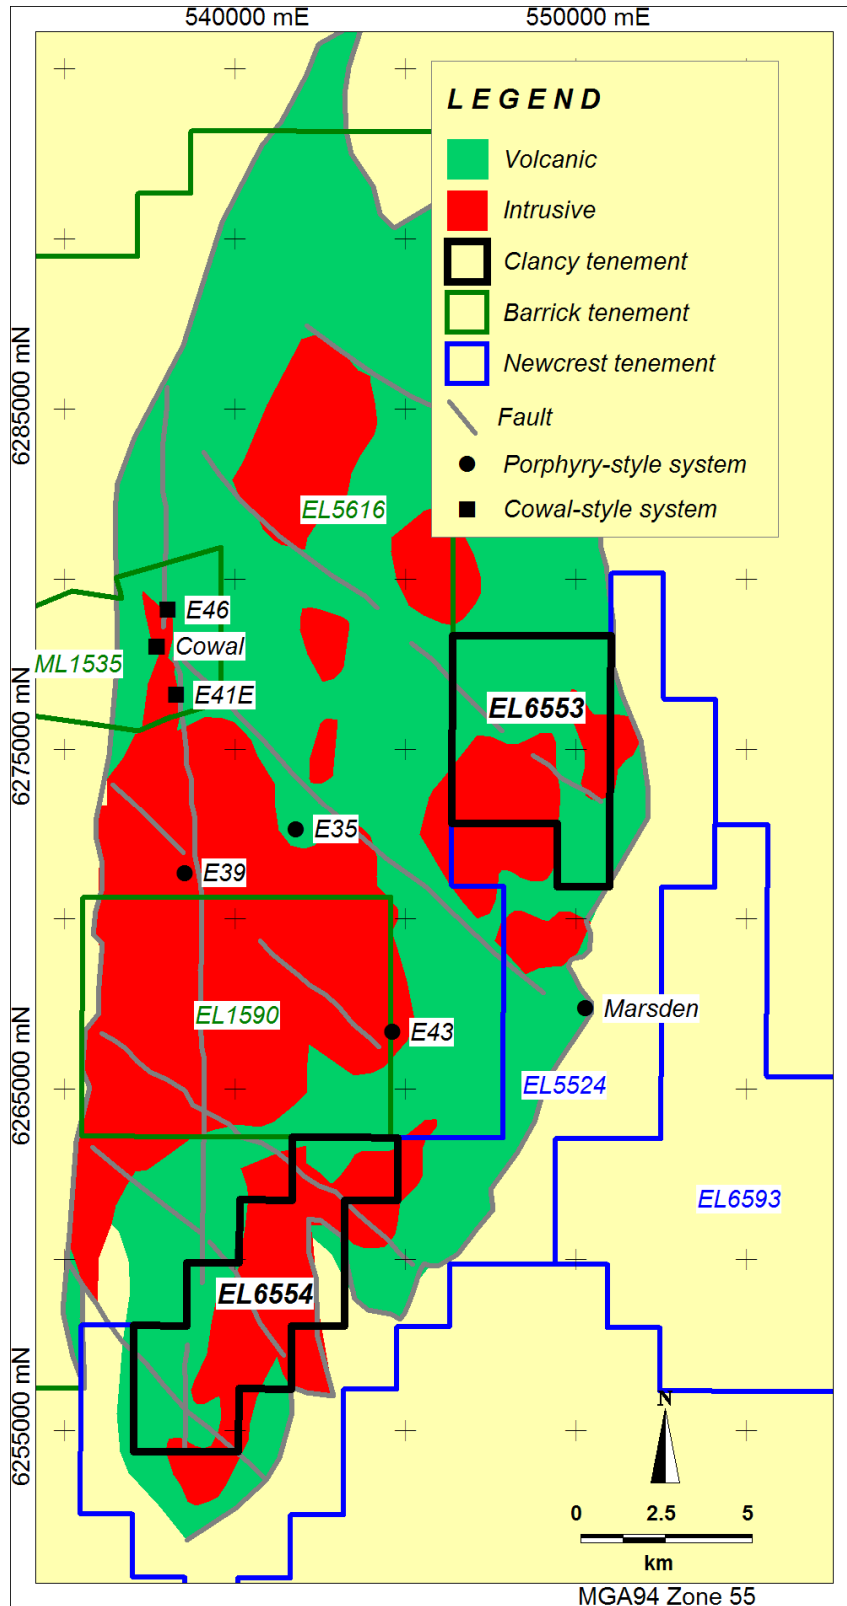 540000 mE
550000 mE
L E G E N D
Volcanic
Intrusive
Clancy tenement
Barrick tenement
Newcrest tenement
Fault
Porphyry-style system
Cowal-style system
6285000 mN
EL5616
E46
Cowal
ML1535
E41E
EL6553
6275000 mN
E35
E39
Marsden
EL1590
E43
EL5524
6265000 mN
EL6593
EL6554
N
6255000 mN
0 2.5 5
km
MGA94 Zone 55